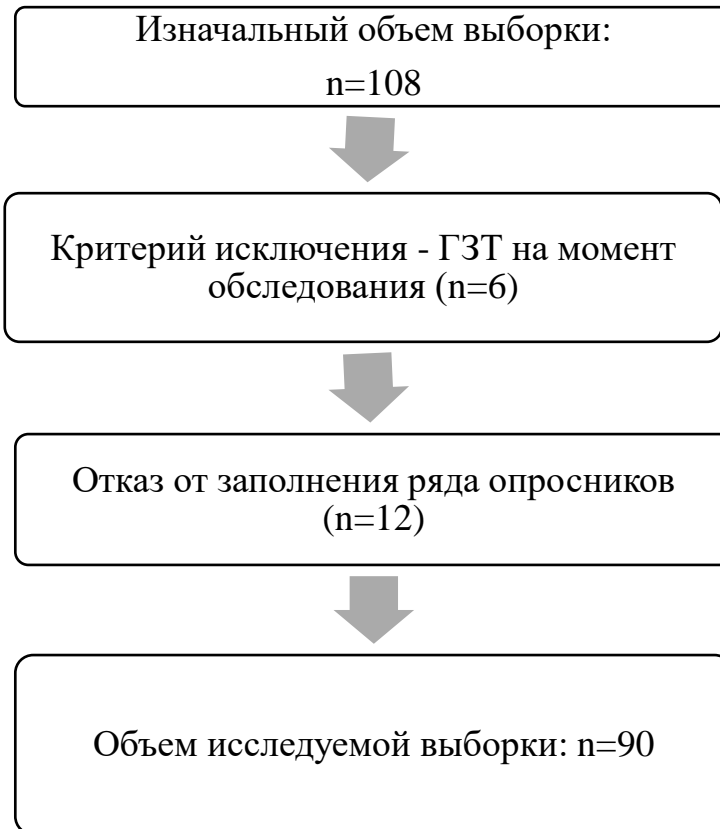 Изначальный объем выборки:
n=108
Критерий исключения - ГЗТ на момент
обследования (n=6)
Отказ от заполнения ряда опросников
(n=12)
Объем исследуемой выборки: n=90